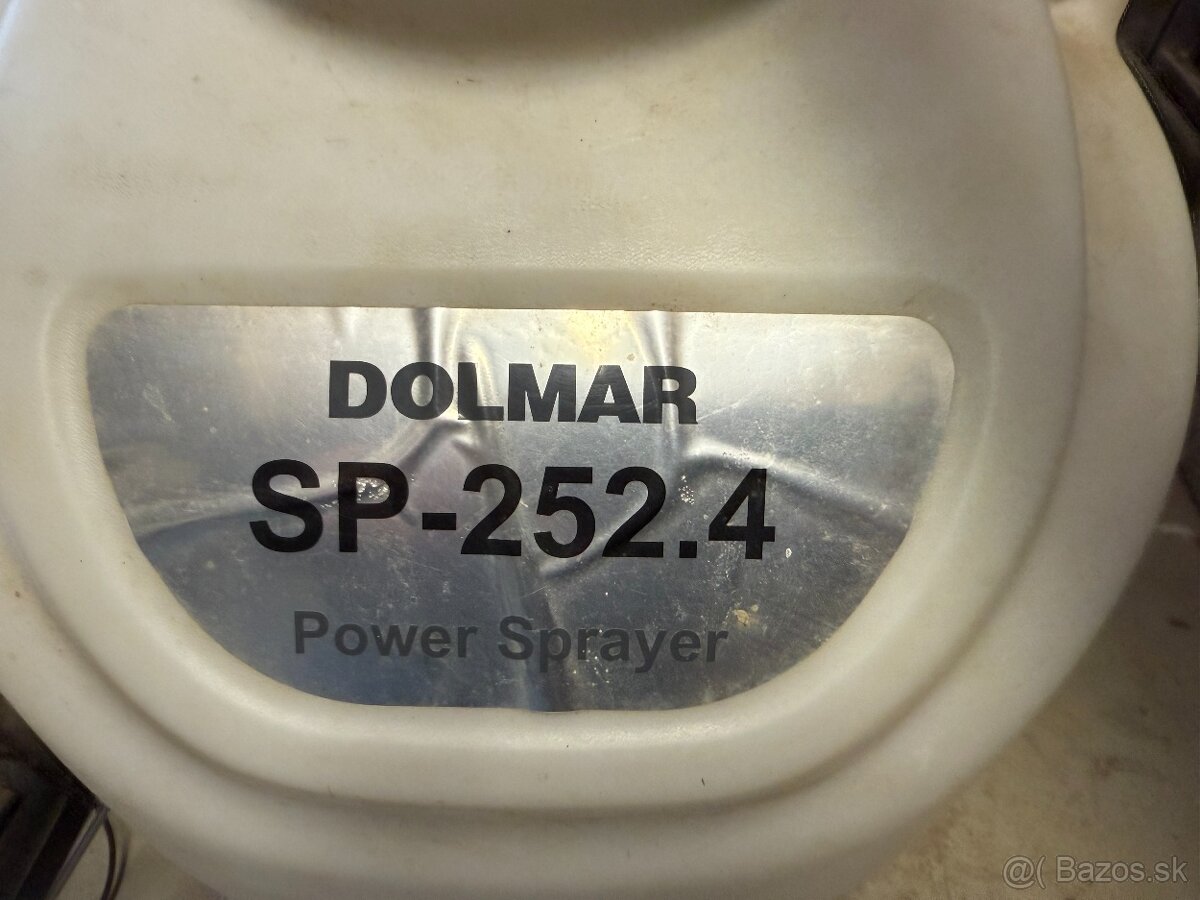 DOLMAR
SP-252.4
Power Sprayer
@( Bazos.sk